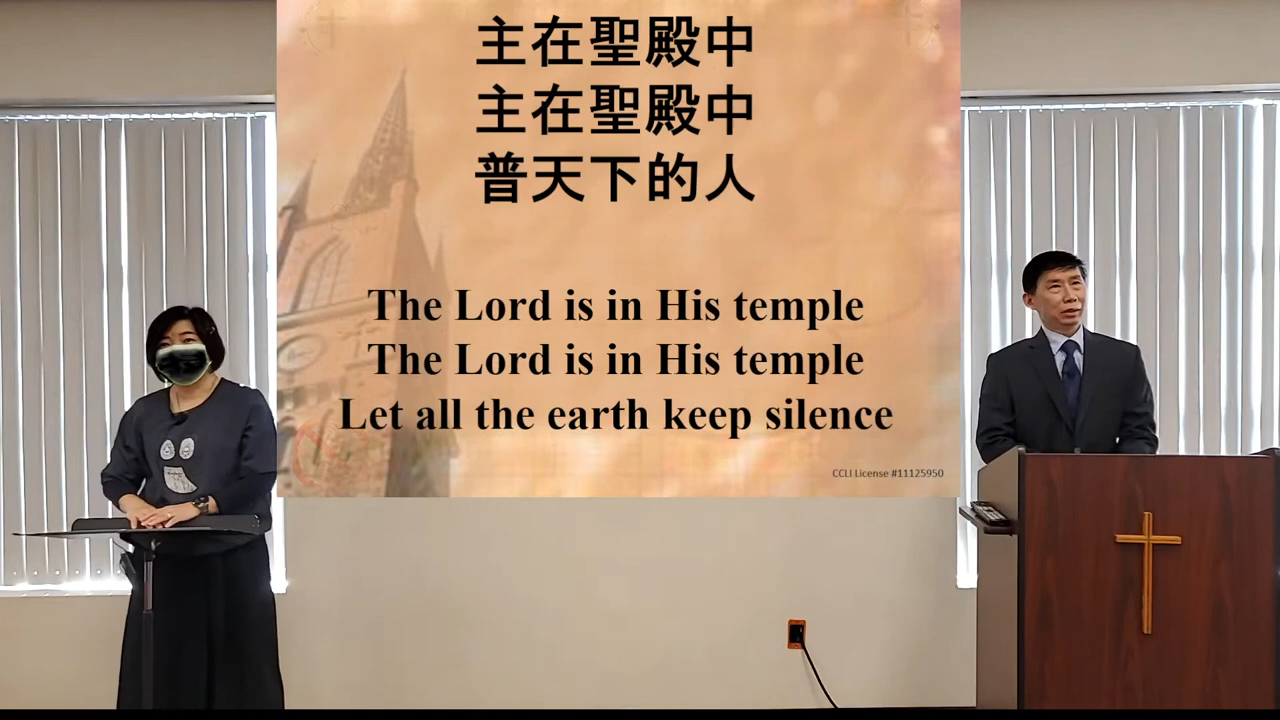 主在聖殿中
主在聖殿中
普天下的人
The Lord is in His temple
The Lord is in His temple
Let all the earth keep silence
CCLI License #11125950